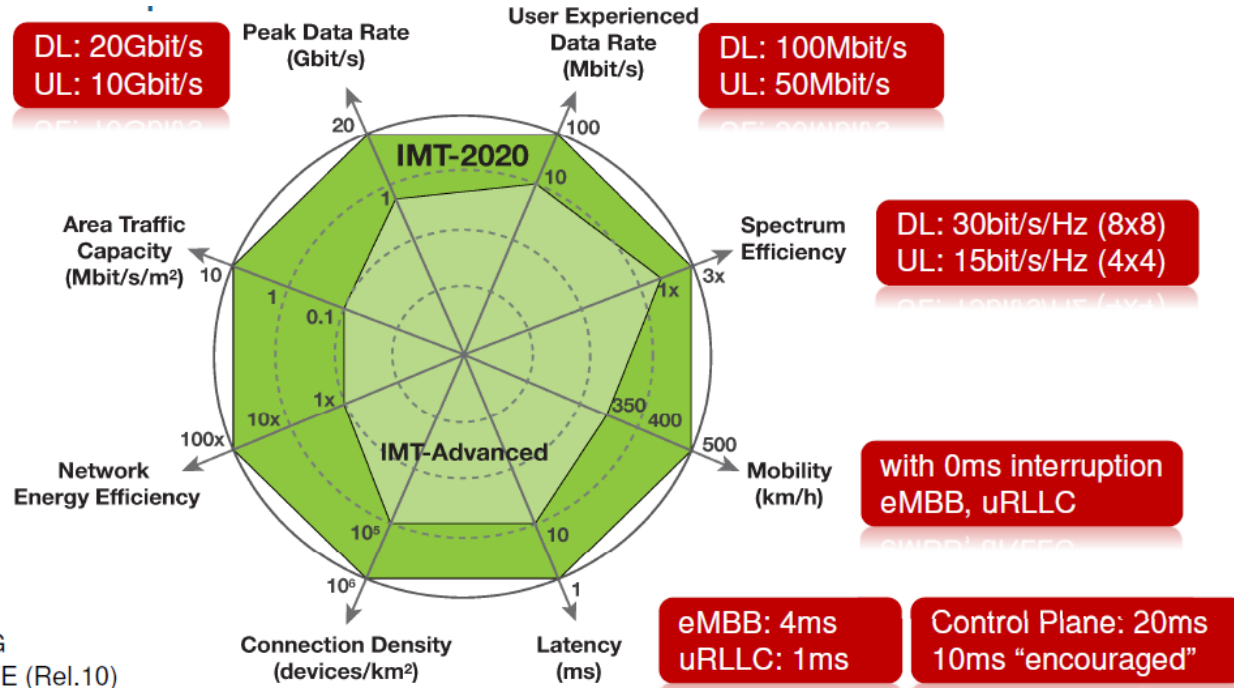 DL: 20Gbit/s
UL: 10Gbit/s
Peak Data Rate
(Gbit/s)
User Experienced
Data Rate
(Mbit/s)
DL: 100Mbit/s
UL: 50Mbit/s
20
100
IMT-2020
1
10
Area Traffic
Capacity
(Mbit/s/m²)
10
1
0.1
Spectrum
Efficiency
3x
1x
DL: 30bit/s/Hz (8x8)
UL: 15bit/s/Hz (4x4)
1x
10x
100x
Network
Energy Efficiency
IMT-Advanced
350
400
500
Mobility
(km/h)
with 0ms interruption
eMBB, uRLLC
10⁵
10⁶
10
1
Connection Density
(devices/km²)
Latency
(ms)
eMBB: 4ms
uRLLC: 1ms
Control Plane: 20ms
10ms “encouraged”
G
E (Rel.10)